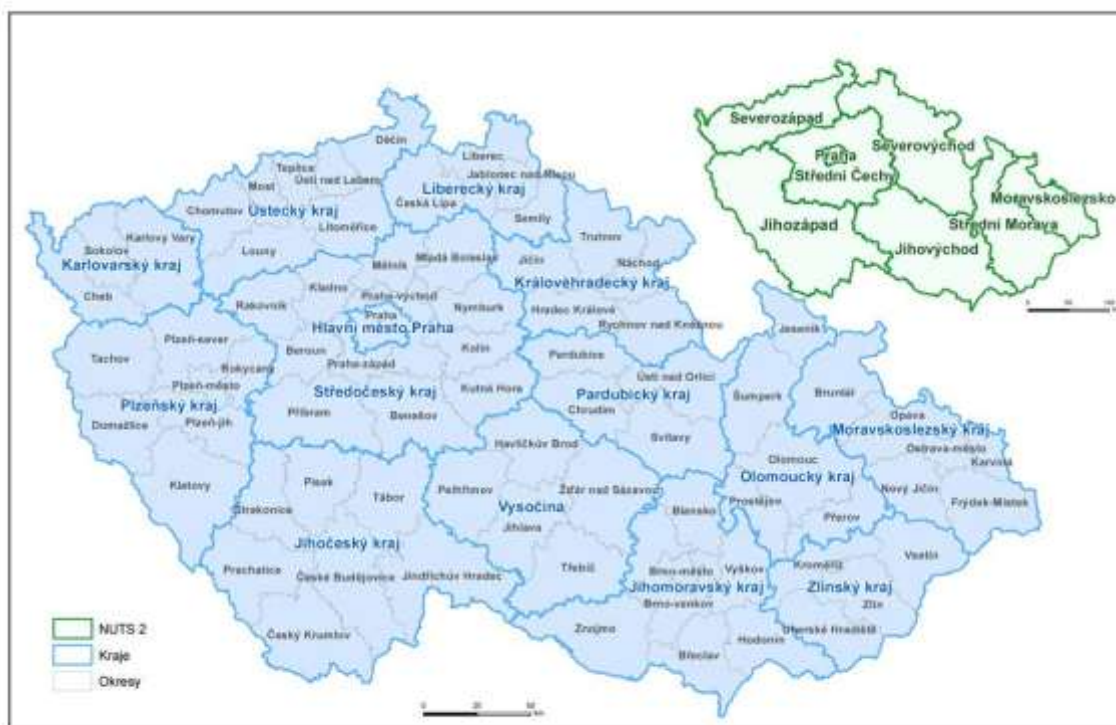 Děčín
Liberec
Teplice
Jablonec nad Nisou
Ústí nad Labem
Most
Liberecký kraj
Česká Lípa
Chomutov
Ústecký kraj
Semily
Litoměřice
Trutnov
Karlovy Vary
Sokolov
Louny
Mladá Boleslav
Jičín
Náchod
Karlovarský kraj
Mělník
Královéhradecký kraj
Kladno
Cheb
Praha-východ
Rakovník
Nymburk
Hradec Králové
Praha
Rychnov nad Kněžnou
Hlavní město Praha
Plzeň-sever
Jeseník
Kolín
Beroun
Pardubice
Tachov
Praha-západ
Rokycany
Ústí nad Orlicí
Plzeň-město
Středočeský kraj
Kutná Hora
Pardubický kraj
Šumperk
Bruntál
Plzeňský kraj
Příbram
Benešov
Chrudim
Opava
Domažlice
Plzeň-jih
Moravskoslezský kraj
Svitavy
Havlíčkův Brod
Ostrava-město
Olomouc
Karviná
Olomoucký kraj
Klatovy
Písek
Pelhřimov
Žďár nad Sázavou
Nový Jičín
Tábor
Prostějov
Frýdek-Místek
Strakonice
Vysočina
Blansko
Přerov
Jihlava
Jihočeský kraj
Vsetín
Třebíč
Kroměříž
Prachatice
České Budějovice
Jindřichův Hradec
Brno-město
Vyškov
Jihomoravský kraj
Zlínský kraj
Brno-venkov
Zlín
Znojmo
Uherské Hradiště
Český Krumlov
Hodonín
Břeclav
Severozápad
Severovýchod
Praha
Střední Čechy
Moravskoslezsko
Jihozápad
Střední Morava
Jihovýchod
NUTS 2
Kraje
Okresy